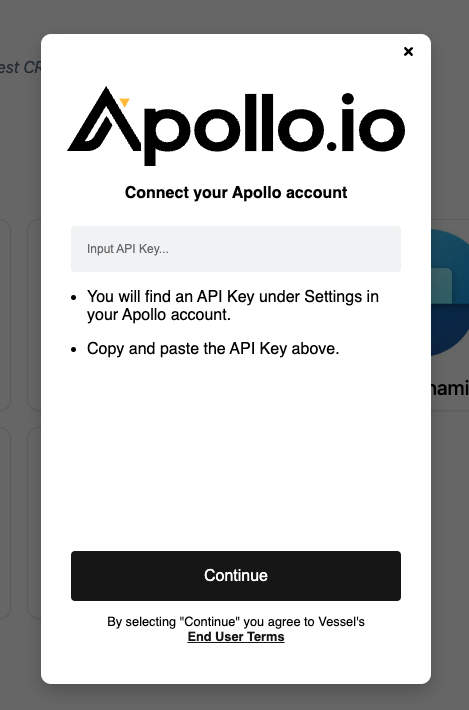 est CR
×
Apollo.io
Connect your Apollo account
Input API Key...
• You will find an API Key under Settings in
your Apollo account.
• Copy and paste the API Key above.
nami
Continue
By selecting "Continue" you agree to Vessel's
End User Terms